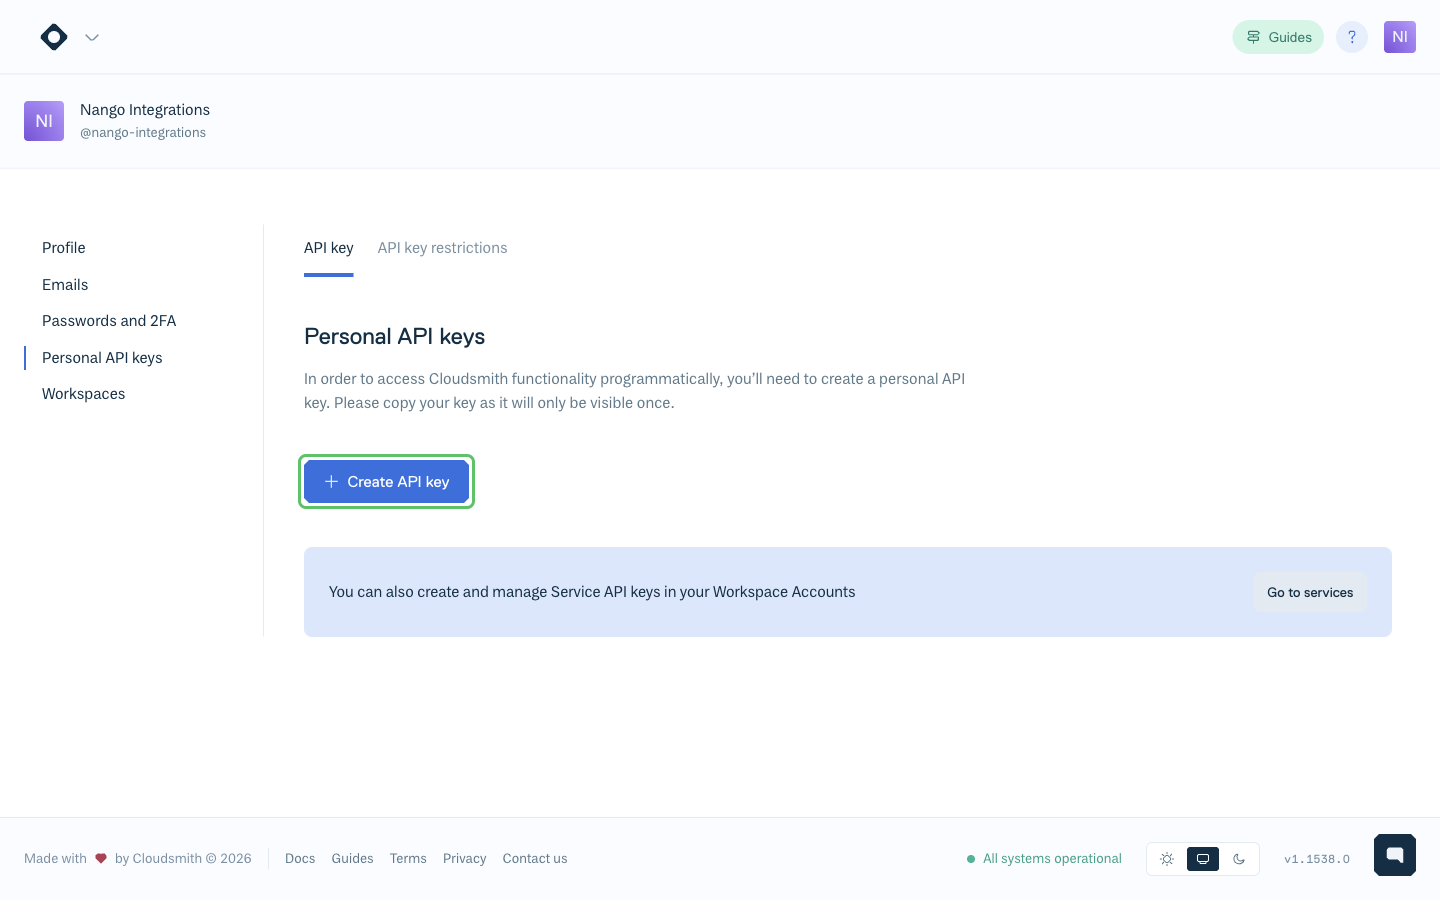 Guides
?
NI
NI
Nango Integrations
@nango-integrations
Profile
Emails
Passwords and 2FA
Personal API keys
Workspaces
API key
API key restrictions
Personal API keys
In order to access Cloudsmith functionality programmatically, you’ll need to create a personal API
key. Please copy your key as it will only be visible once.
Create API key
You can also create and manage Service API keys in your Workspace Accounts
Go to services
Made with ♥ by Cloudsmith © 2026
Docs
Guides
Terms
Privacy
Contact us
All systems operational
v1.1538.0